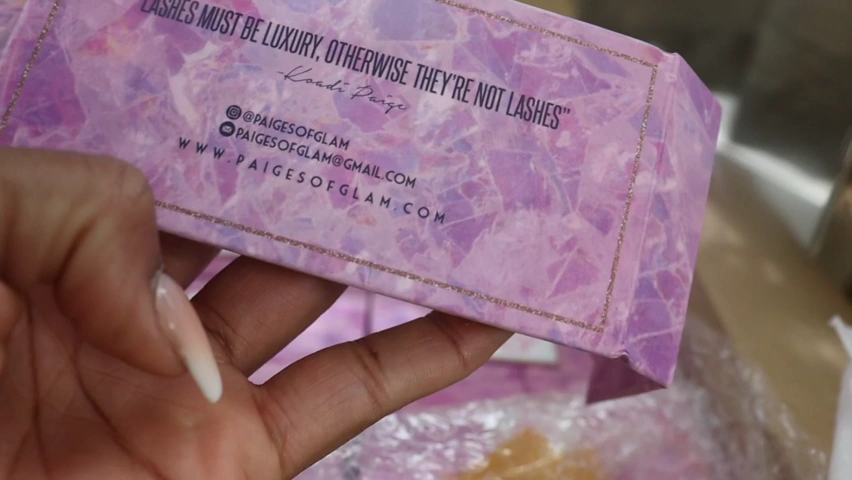 LASHES MUST BE LUXURY, OTHERWISE THEY'RE NOT LASHES"
-Koadi Paige
@PAIGESOFGLAM
PAIGESOFGLAM@GMAIL.COM
WWW.PAIGESOFGLAM.COM